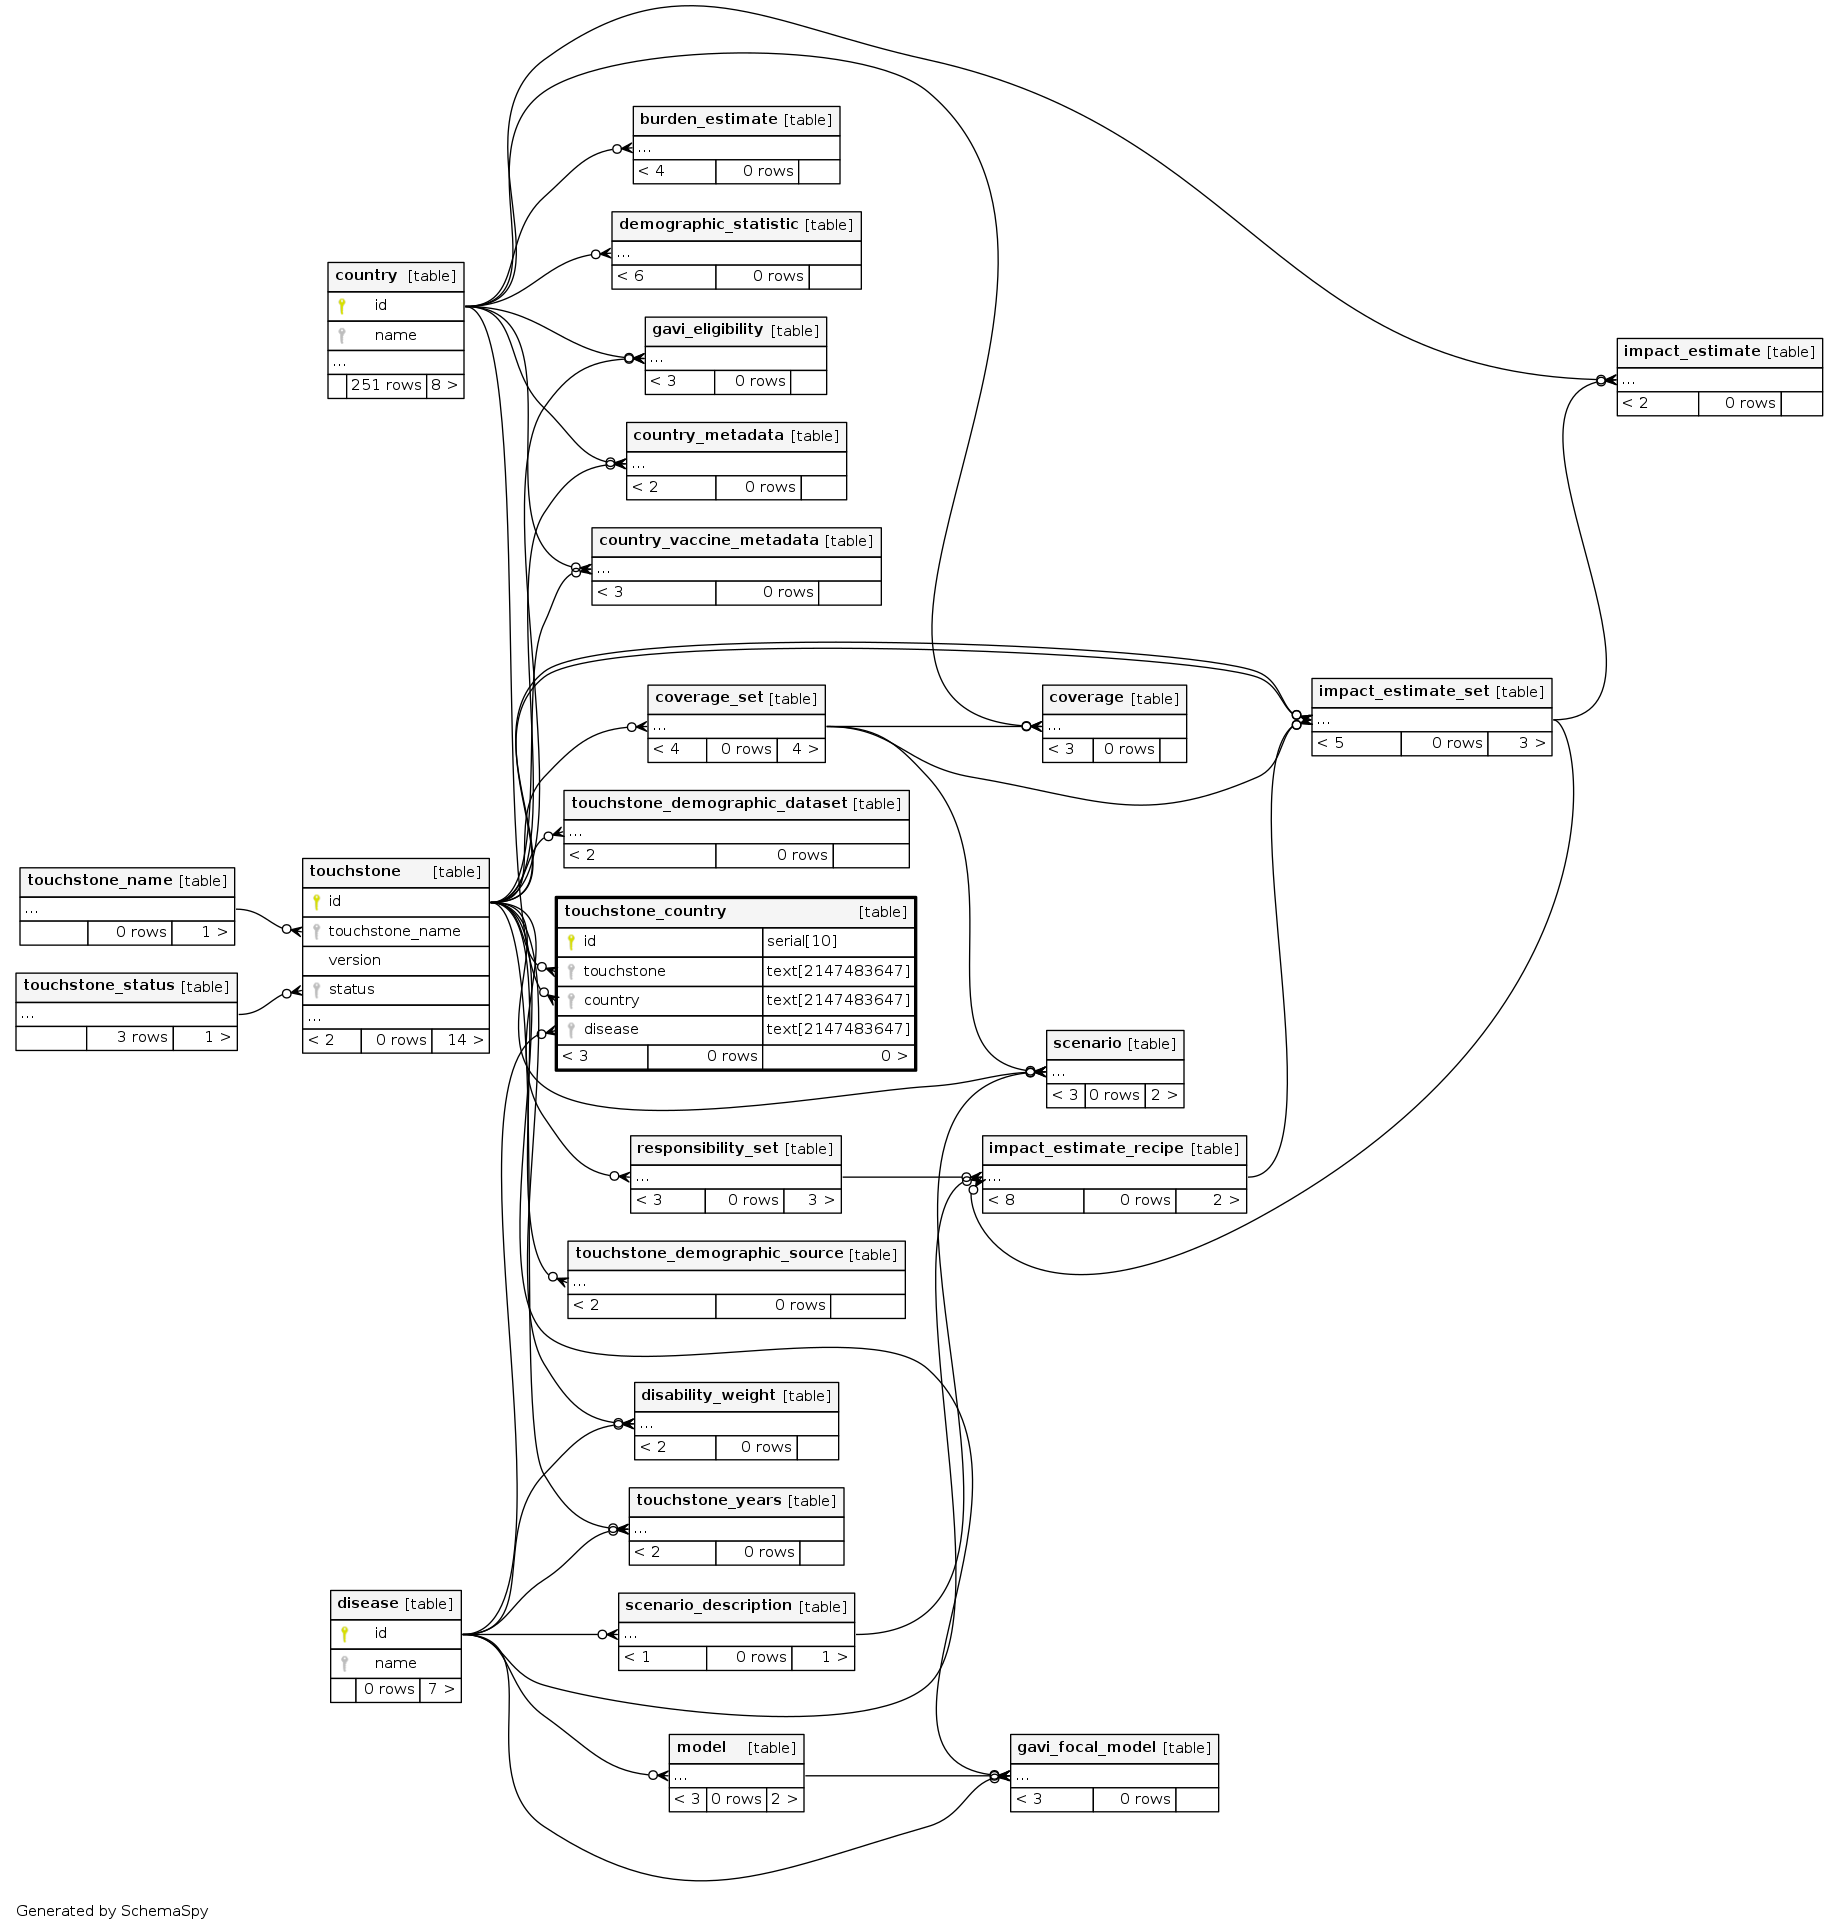 burden_estimate [table]
...
< 4 0 rows
demographic_statistic [table]
...
< 6 0 rows
country [table]
id
name
...
251 rows 8 >
gavi_eligibility [table]
...
< 3 0 rows
impact_estimate [table]
...
< 2 0 rows
country_metadata [table]
...
< 2 0 rows
country_vaccine_metadata [table]
...
< 3 0 rows
coverage_set [table]
...
< 4 0 rows 4 >
coverage [table]
...
< 3 0 rows
impact_estimate_set [table]
...
< 5 0 rows 3 >
touchstone_demographic_dataset [table]
...
< 2 0 rows
touchstone_name [table]
...
0 rows 1 >
touchstone_status [table]
...
3 rows 1 >
touchstone [table]
id
touchstone_name
version
status
...
< 2 0 rows 14 >
touchstone_country [table]
id serial[10]
touchstone text[2147483647]
country text[2147483647]
disease text[2147483647]
< 3 0 rows 0 >
scenario [table]
...
< 3 0 rows 2 >
responsibility_set [table]
...
< 3 0 rows 3 >
impact_estimate_recipe [table]
...
< 8 0 rows 2 >
touchstone_demographic_source [table]
...
< 2 0 rows
disability_weight [table]
...
< 2 0 rows
touchstone_years [table]
...
< 2 0 rows
disease [table]
id
name
0 rows 7 >
scenario_description [table]
...
< 1 0 rows 1 >
model [table]
...
< 3 0 rows 2 >
gavi_focal_model [table]
...
< 3 0 rows
Generated by SchemaSpy